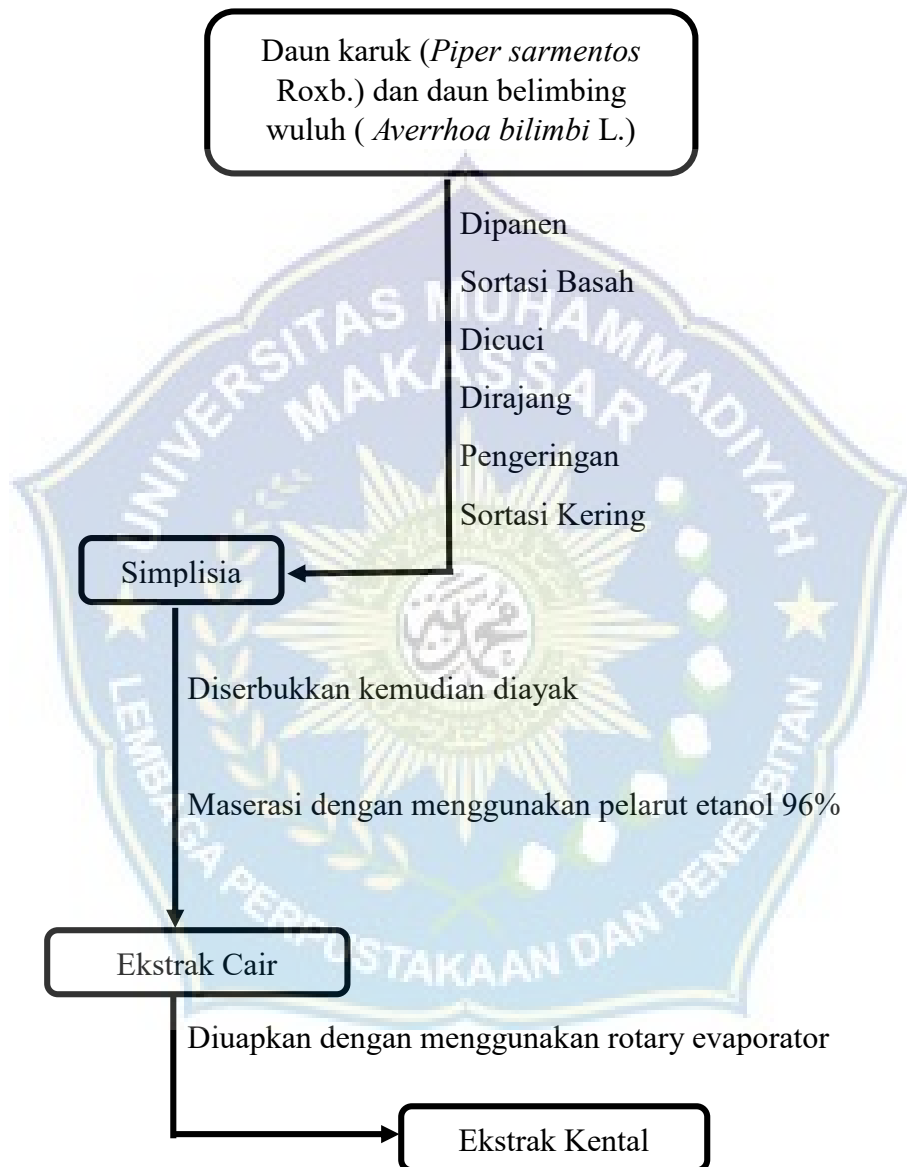 Daun karuk (Piper sarmentos
Roxb.) dan daun belimbing
wuluh ( Averrhoa bilimbi L.)
Dipanen
Sortasi Basah
Dicuci
Dirajang
Pengeringan
Sortasi Kering
Simplisia
Diserbukkan kemudian diayak
Maserasi dengan menggunakan pelarut etanol 96%
Ekstrak Cair
Diuapkan dengan menggunakan rotary evaporator
Ekstrak Kental
UNIVERSITAS MUHAMMADIYAH
MAKASSAR
LEMBAGA PERPUSTAKAAN DAN PENERBITAN